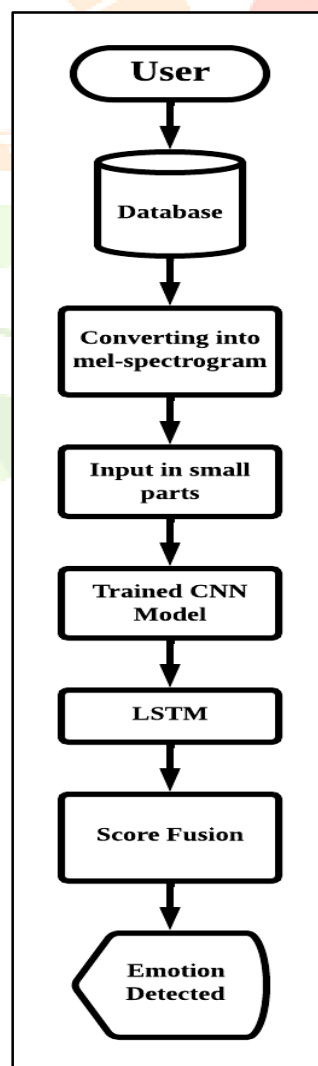 User
Database
Converting into
mel-spectrogram
Input in small
parts
Trained CNN
Model
LSTM
Score Fusion
Emotion
Detected